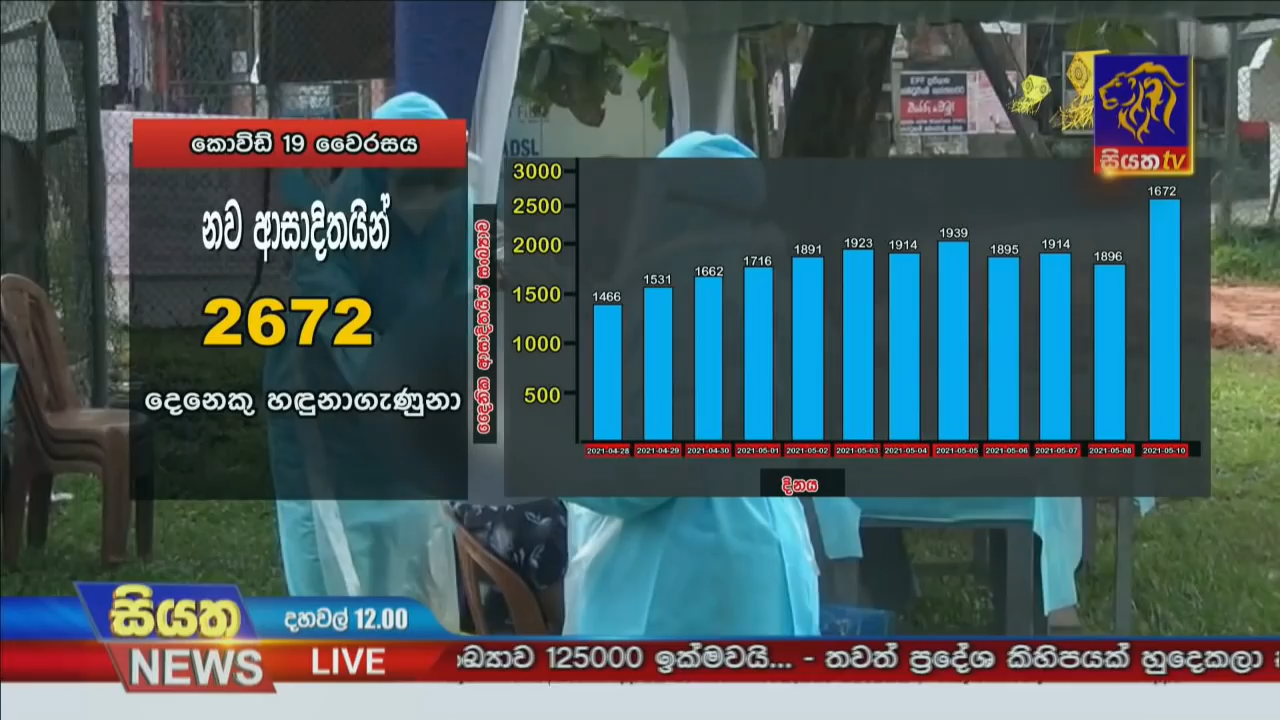 ADSL
EPF
සියත tv
කොවිඩ් 19 වෛරසය
නව ආසාදිතයින්
2672
දෙනෙකු හඳුනාගැණුනා
දෛනික ආසාදිතයින් සංඛ්‍යාව
3000
2500
2000
1500
1000
500
1466 1531 1662 1716 1891 1923 1914 1939 1895 1914 1896 1672
2021-04-28 2021-04-29 2021-04-30 2021-05-01 2021-05-02 2021-05-03 2021-05-04 2021-05-05 2021-05-06 2021-05-07 2021-05-08 2021-05-10
දිනය
සියත
NEWS
දහවල් 12.00
LIVE
ඛ්‍යාව 125000 ඉක්මවයි... - තවත් ප්‍රදේශ කිහිපයක් හුදෙකලා